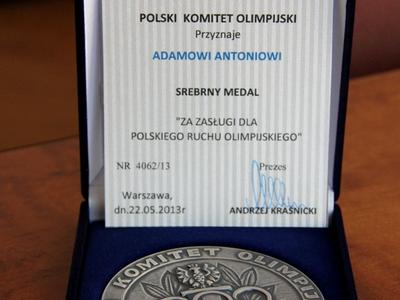 POLSKI KOMITET OLIMPIJSKI
Przyznaje
ADAMOWI ANTONIOWI
SREBRNY MEDAL
"ZA ZASŁUGI DLA
POLSKIEGO RUCHU OLIMPIJSKIEGO"
NR 4062/13 Prezes
Warszawa,
dn.22.05.2013r ANDRZEJ KRAŚNICKI
KOMITET OLIMPIJ